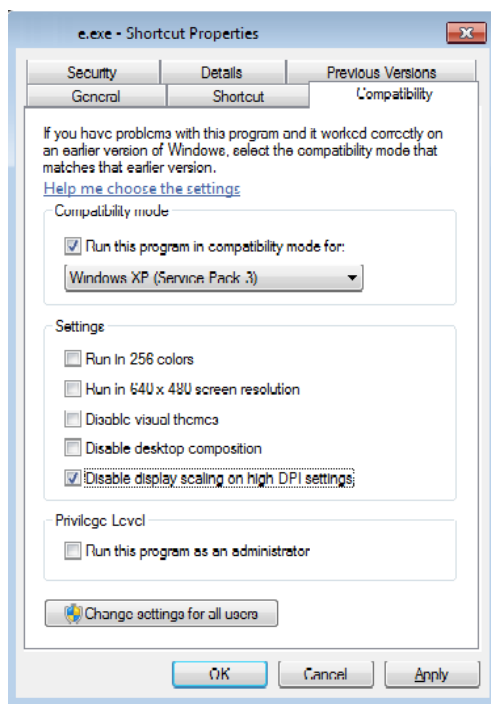 e.exe - Shortcut Properties
Security Details Previous Versions
General Shortcut Compatibility
If you have problems with this program and it worked correctly on
an earlier version of Windows, select the compatibility mode that
matches that earlier version.
Help me choose the settings
Compatibility mode
Run this program in compatibility mode for:
Windows XP (Service Pack 3)
Settings
Run in 256 colors
Run in 640 x 480 screen resolution
Disable visual themes
Disable desktop composition
Disable display scaling on high DPI settings
Privilege Level
Run this program as an administrator
Change settings for all users
OK Cancel Apply